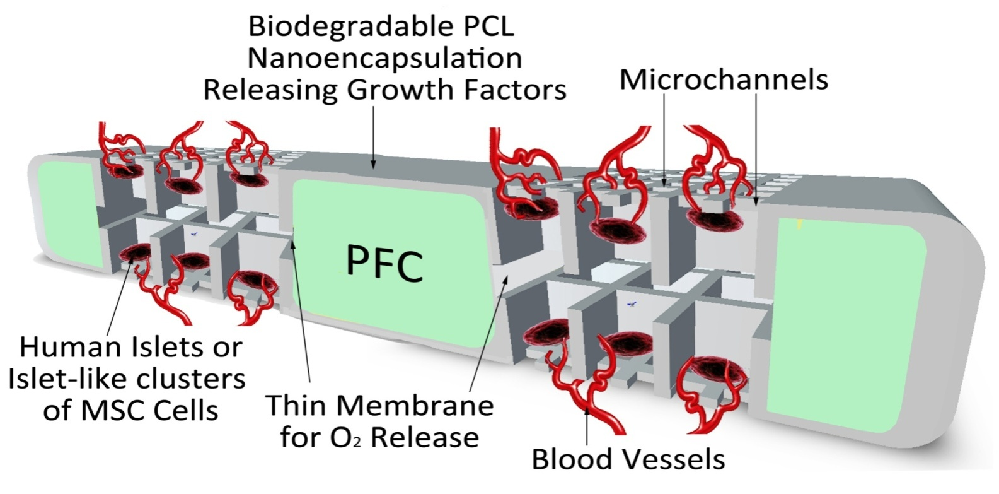 Biodegradable PCL
Nanoencapsulation
Releasing Growth Factors
Microchannels
PFC
Human Islets or
Islet-like clusters
of MSC Cells
Thin Membrane
for O₂ Release
Blood Vessels